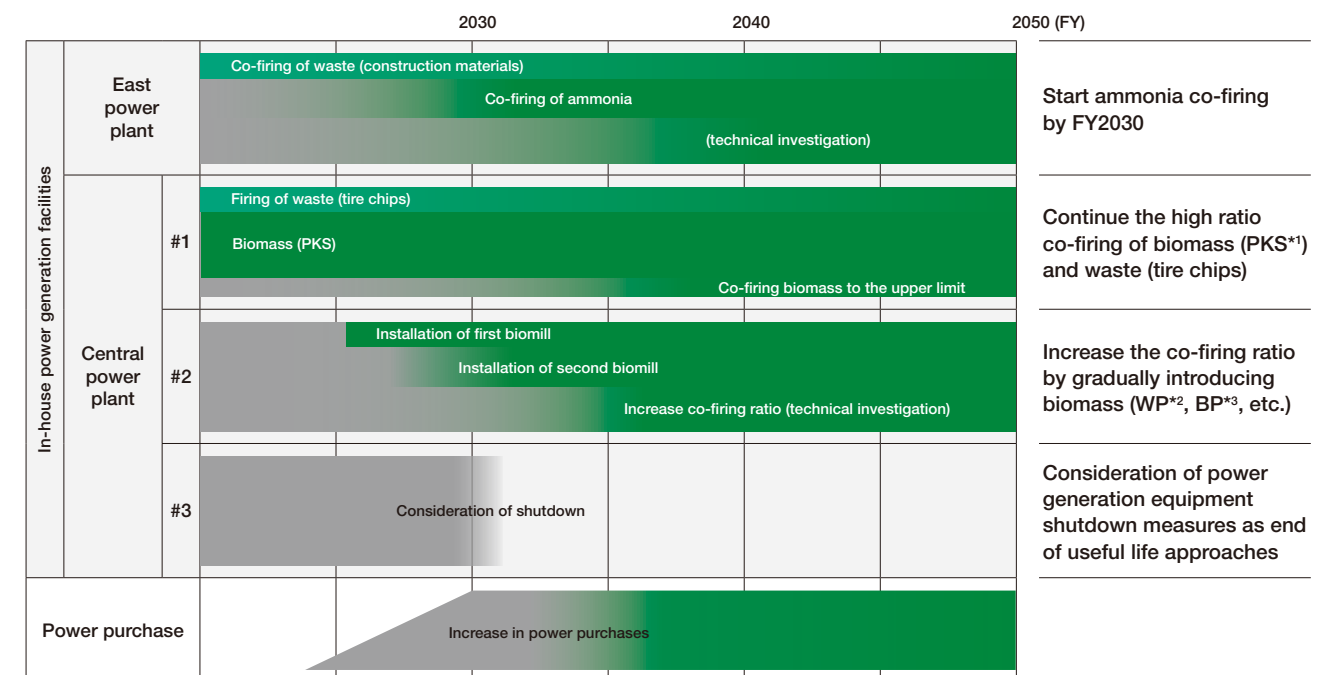 2030
2040
2050 (FY)
In-house power generation facilities
East
power
plant
Co-firing of waste (construction materials)
Co-firing of ammonia
(technical investigation)
Start ammonia co-firing
by FY2030
Central
power
plant
#1
Firing of waste (tire chips)
Biomass (PKS)
Co-firing biomass to the upper limit
Continue the high ratio
co-firing of biomass (PKS*1)
and waste (tire chips)
#2
Installation of first biomill
Installation of second biomill
Increase co-firing ratio (technical investigation)
Increase the co-firing ratio
by gradually introducing
biomass (WP*2, BP*3, etc.)
#3
Consideration of shutdown
Consideration of power
generation equipment
shutdown measures as end
of useful life approaches
Power purchase
Increase in power purchases